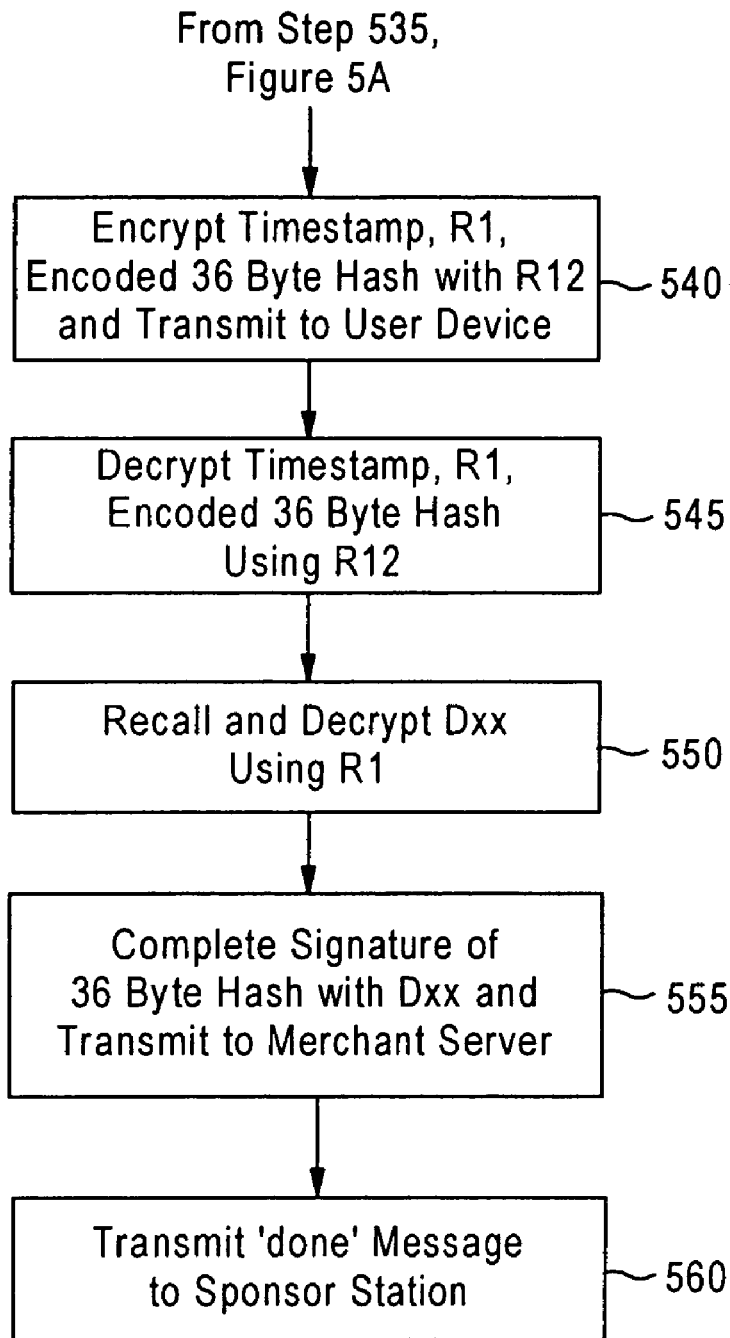 From Step 535,
Figure 5A
Encrypt Timestamp, R1,
Encoded 36 Byte Hash with R12
and Transmit to User Device
540
Decrypt Timestamp, R1,
Encoded 36 Byte Hash
Using R12
545
Recall and Decrypt Dxx
Using R1
550
Complete Signature of
36 Byte Hash with Dxx and
Transmit to Merchant Server
555
Transmit 'done' Message
to Sponsor Station
560